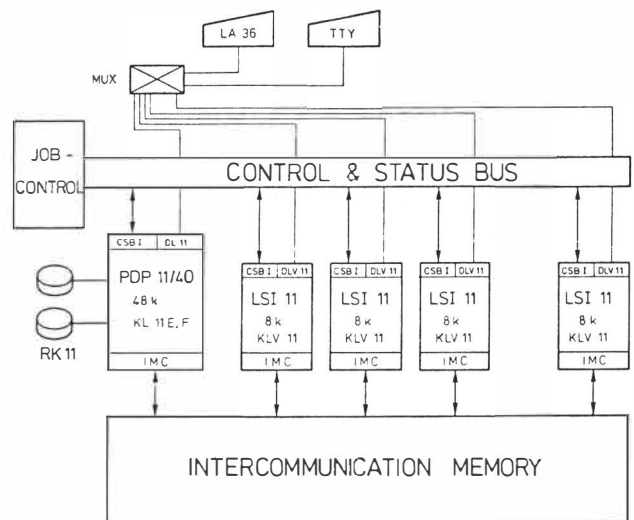 LA 36
TTY
MUX
JOB -
CONTROL
CONTROL & STATUS BUS
CSB I
DL 11
PDP 11/40
48 k
KL 11 E, F
IMC
RK 11
CSB I
DLV 11
LSI 11
8 k
KLV 11
IMC
CSB I
DLV 11
LSI 11
8 k
KLV 11
IMC
CSB I
DLV 11
LSI 11
8 k
KLV 11
IMC
CSB I
DLV 11
LSI 11
8 k
KLV 11
IMC
INTERCOMMUNICATION MEMORY